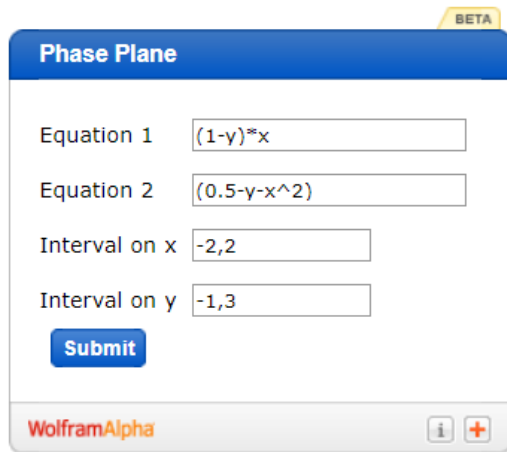 BETA
Phase Plane
Equation 1 (1-y)*x
Equation 2 (0.5-y-x^2)
Interval on x -2,2
Interval on y -1,3
Submit
WolframAlpha i +